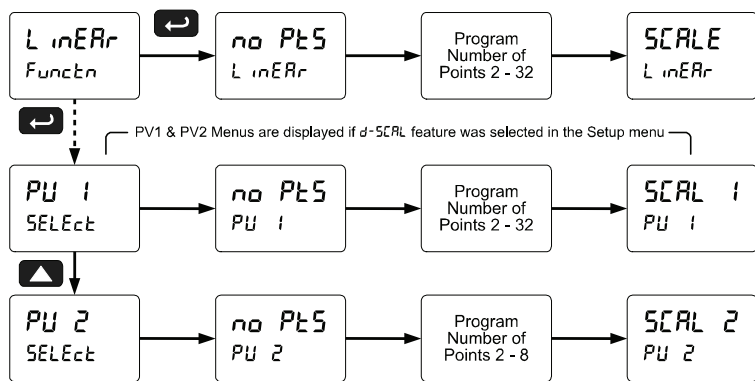 LinEAr
Functn
no PtS
LinEAr
Program
Number of
Points 2 - 32
SCALE
LinEAr
PV1 & PV2 Menus are displayed if d-SCAL feature was selected in the Setup menu
PU 1
SELEct
no PtS
PU 1
Program
Number of
Points 2 - 32
SCAL 1
PU 1
PU 2
SELEct
no PtS
PU 2
Program
Number of
Points 2 - 8
SCAL 2
PU 2